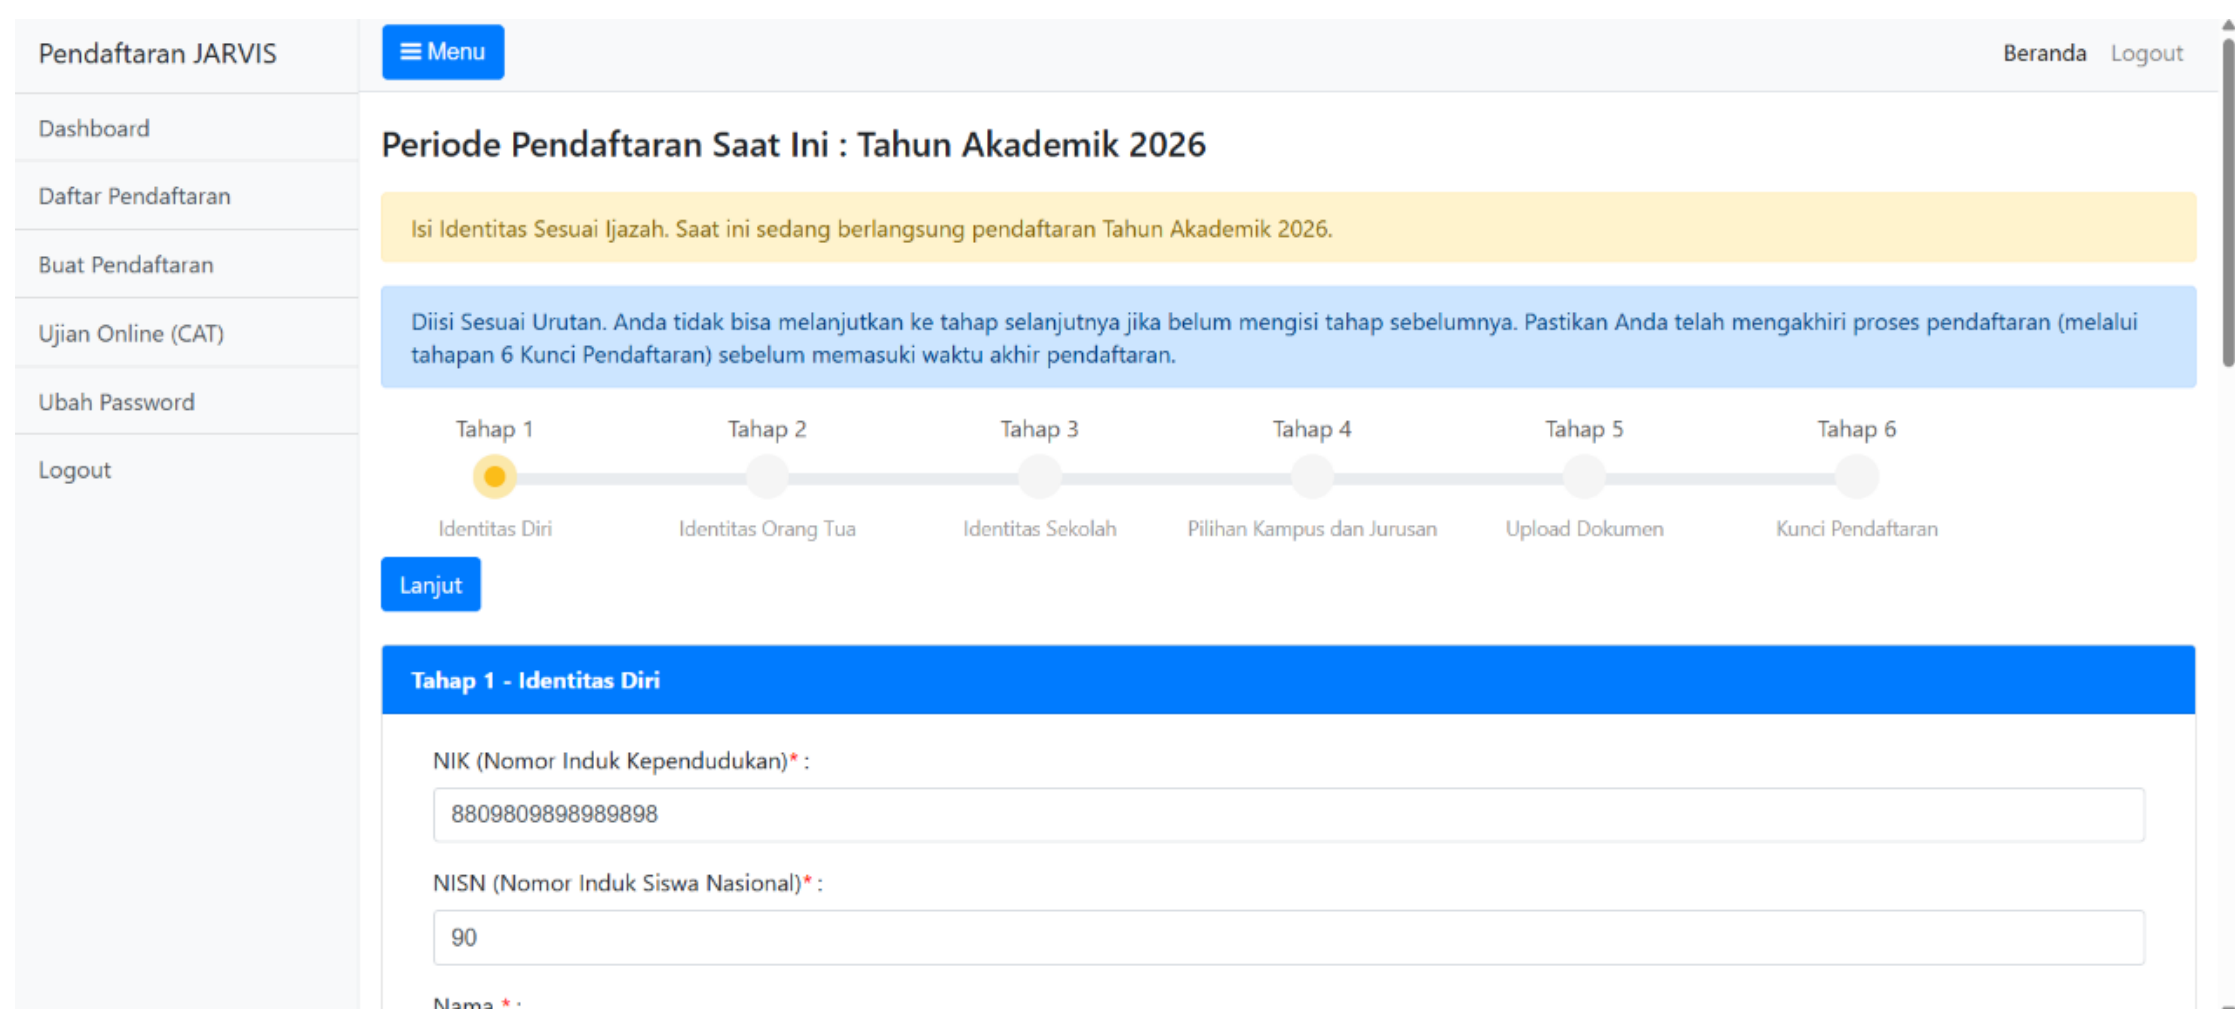 Pendaftaran JARVIS
Menu
Beranda
Logout
Dashboard
Daftar Pendaftaran
Buat Pendaftaran
Ujian Online (CAT)
Ubah Password
Logout
Periode Pendaftaran Saat Ini : Tahun Akademik 2026
Isi Identitas Sesuai Ijazah. Saat ini sedang berlangsung pendaftaran Tahun Akademik 2026.
Diisi Sesuai Urutan. Anda tidak bisa melanjutkan ke tahap selanjutnya jika belum mengisi tahap sebelumnya. Pastikan Anda telah mengakhiri proses pendaftaran (melalui
tahapan 6 Kunci Pendaftaran) sebelum memasuki waktu akhir pendaftaran.
Tahap 1
Tahap 2
Tahap 3
Tahap 4
Tahap 5
Tahap 6
Identitas Diri
Identitas Orang Tua
Identitas Sekolah
Pilihan Kampus dan Jurusan
Upload Dokumen
Kunci Pendaftaran
Lanjut
Tahap 1 - Identitas Diri
NIK (Nomor Induk Kependudukan)* :
8809809898989898
NISN (Nomor Induk Siswa Nasional)* :
90
Nama * :